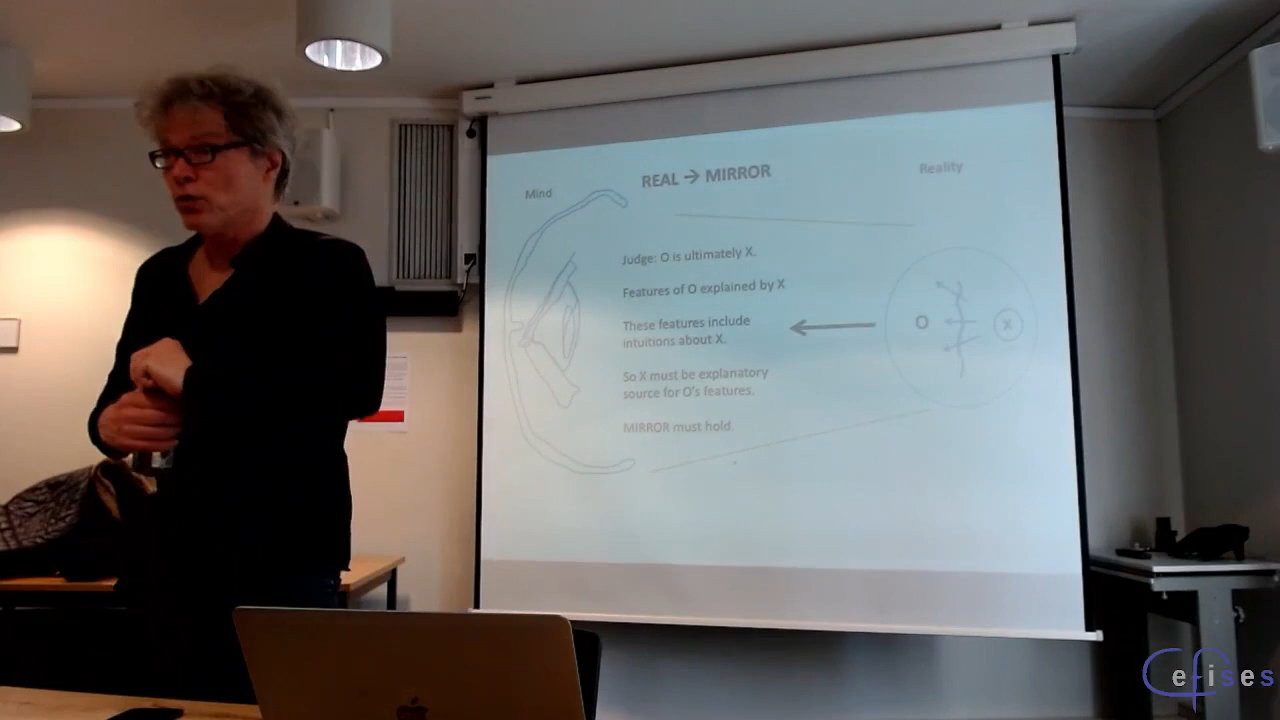 REAL → MIRROR
Mind
Reality
Judge: O is ultimately X.
Features of O explained by X
These features include
intuitions about X.
So X must be explanatory
source for O's features.
MIRROR must hold.
O
X
Cefises